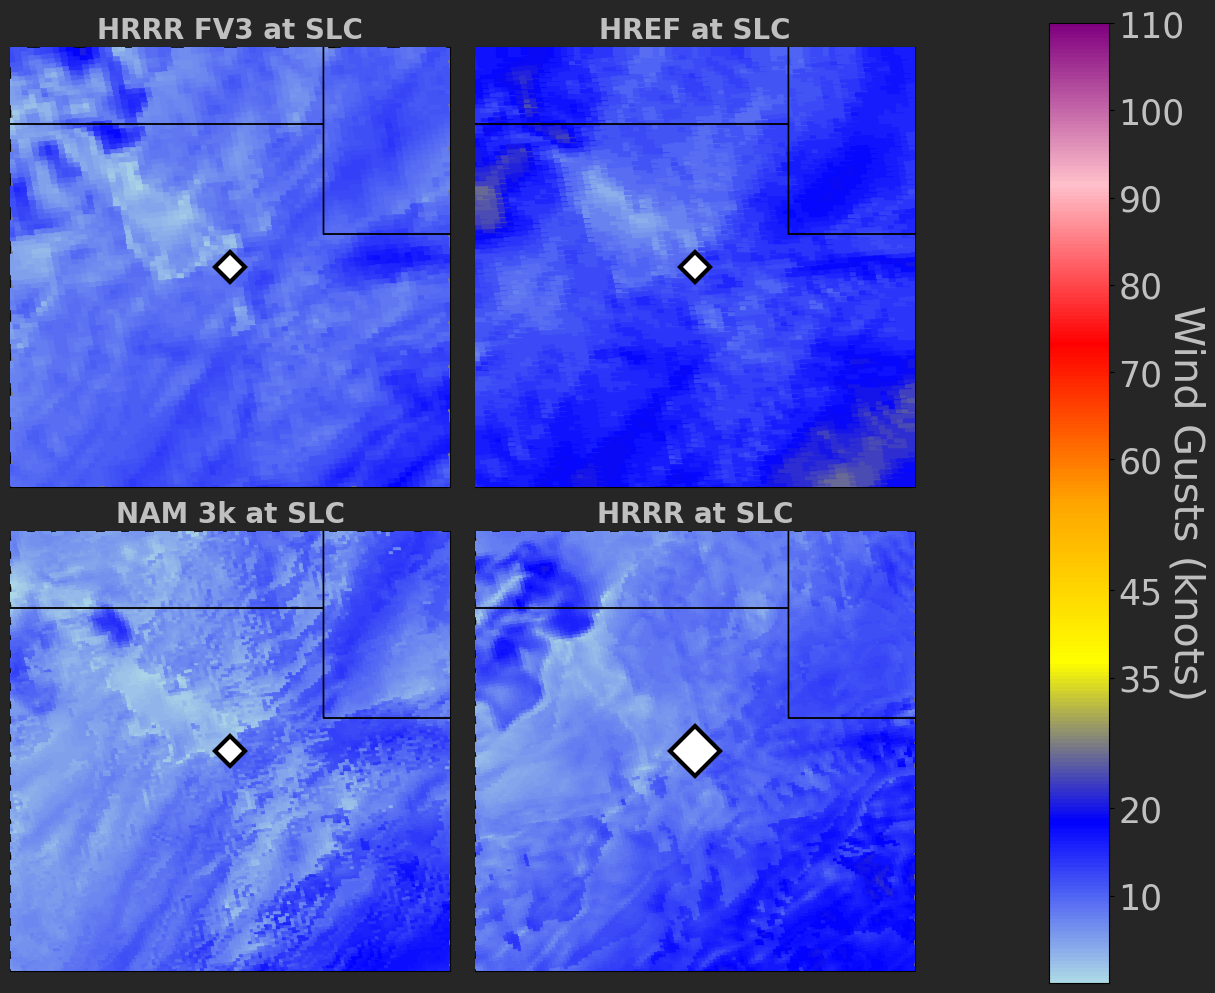 HRRR FV3 at SLC
HREF at SLC
NAM 3k at SLC
HRRR at SLC
110
100
90
80
70
60
45
35
20
10
Wind Gusts (knots)